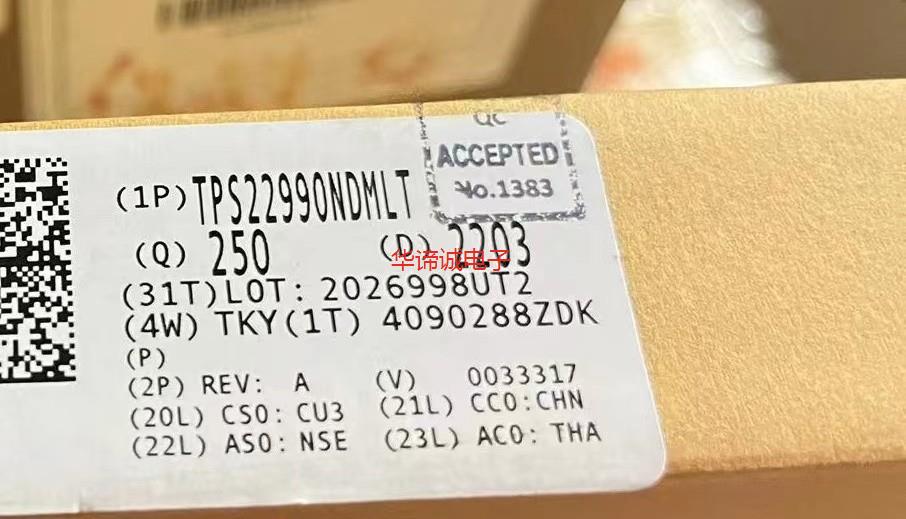 QC
ACCEPTED
No.1383
(1P) TPS22990NDMLT
(Q) 250 (D) 2203
华谛诚电子
(31T)LOT: 2026998UT2
(4W) TKY(1T) 4090288ZDK
(P)
(2P) REV: A (V) 0033317
(20L) CSO: CU3 (21L) CCO:CHN
(22L) ASO: NSE (23L) ACO: THA